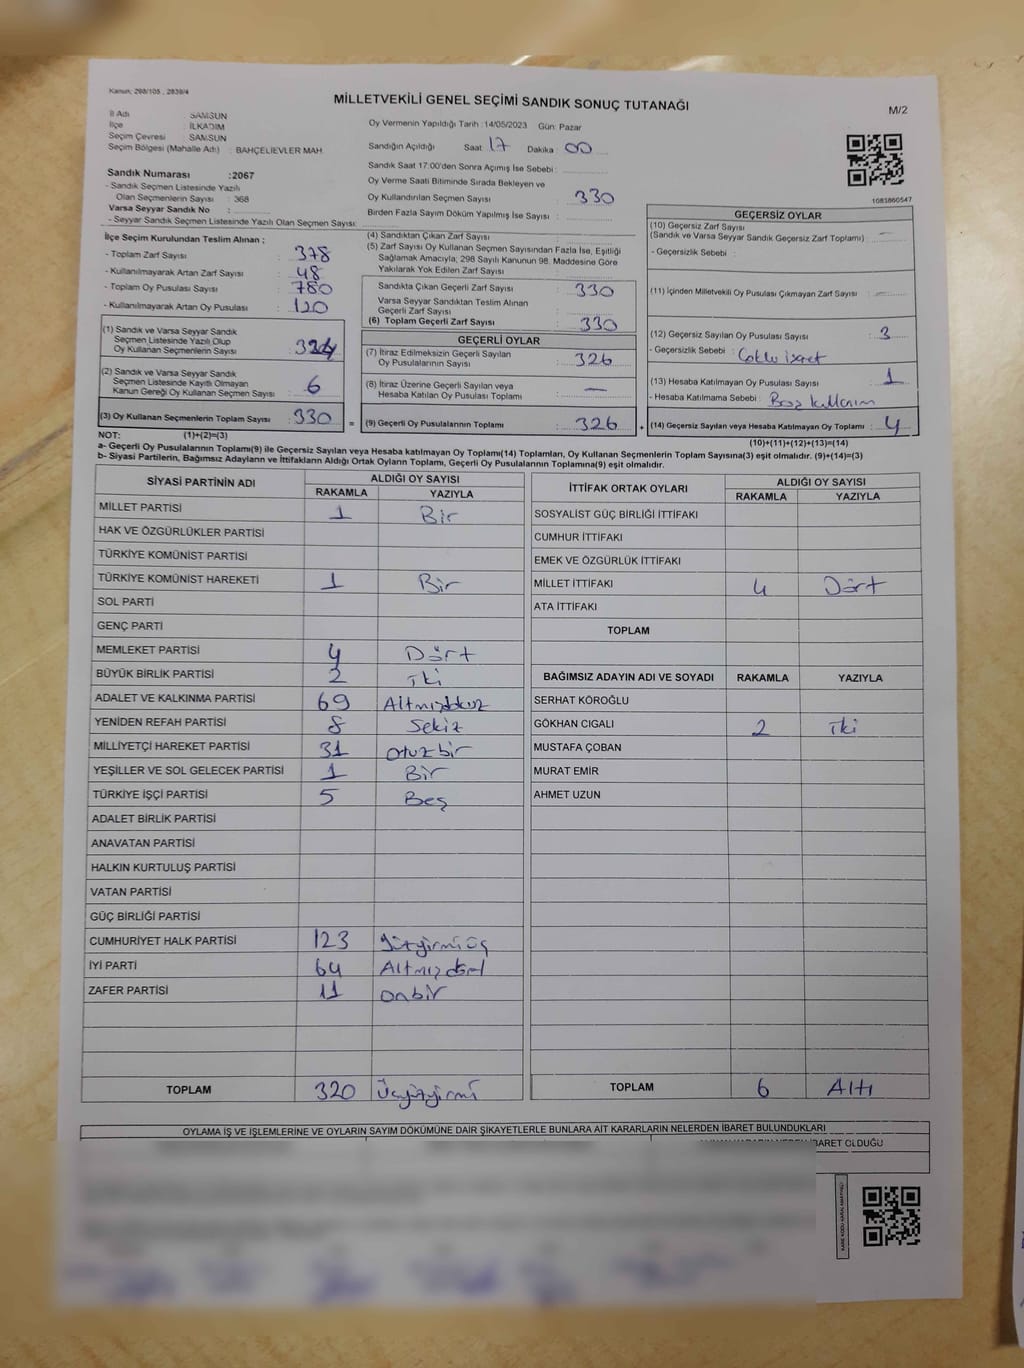 Kanun; 298/105 , 2839/4
MİLLETVEKİLİ GENEL SEÇİMİ SANDIK SONUÇ TUTANAĞI
M/2
İl Adı : SAMSUN
İlçe : İLKADIM
Seçim Çevresi : SAMSUN
Seçim Bölgesi (Mahalle Adı) : BAHÇELİEVLER MAH.
Sandık Numarası :2067
- Sandık Seçmen Listesinde Yazılı
Olan Seçmenlerin Sayısı : 368
Varsa Seyyar Sandık No :
- Seyyar Sandık Seçmen Listesinde Yazılı Olan Seçmen Sayısı:
Oy Vermenin Yapıldığı Tarih :14/05/2023 Gün: Pazar
Sandığın Açıldığı Saat 17 Dakika : 00
Sandık Saat 17:00'den Sonra Açımış İse Sebebi :
Oy Verme Saati Bitiminde Sırada Bekleyen ve
Oy Kullandırılan Seçmen Sayısı : 330
Birden Fazla Sayım Döküm Yapılmış İse Sayısı :
1083860547
İlçe Seçim Kurulundan Teslim Alınan ;
- Toplam Zarf Sayısı : 378
- Kullanılmayarak Artan Zarf Sayısı : 48
- Toplam Oy Pusulası Sayısı : 780
- Kullanılmayarak Artan Oy Pusulası : 120
(1) Sandık ve Varsa Seyyar Sandık
Seçmen Listesinde Yazılı Olup
Oy Kullanan Seçmenlerin Sayısı : 324
(2) Sandık ve Varsa Seyyar Sandık
Seçmen Listesinde Kayıtlı Olmayan
Kanun Gereği Oy Kullanan Seçmen Sayısı : 6
(3) Oy Kullanan Seçmenlerin Toplam Sayısı : 330
(4) Sandıktan Çıkan Zarf Sayısı :
(5) Zarf Sayısı Oy Kullanan Seçmen Sayısından Fazla İse, Eşitliği
Sağlamak Amacıyla; 298 Sayılı Kanunun 98. Maddesine Göre
Yakılarak Yok Edilen Zarf Sayısı :
Sandıkta Çıkan Geçerli Zarf Sayısı : 330
Varsa Seyyar Sandıktan Teslim Alınan
Geçerli Zarf Sayısı :
(6) Toplam Geçerli Zarf Sayısı : 330
GEÇERLİ OYLAR
(7) İtiraz Edilmeksizin Geçerli Sayılan
Oy Pusulalarının Sayısı : 326
(8) İtiraz Üzerine Geçerli Sayılan veya
Hesaba Katılan Oy Pusulası Toplamı : —
= (9) Geçerli Oy Pusulalarının Toplamı : 326
GEÇERSİZ OYLAR
(10) Geçersiz Zarf Sayısı
(Sandık ve Varsa Seyyar Sandık Geçersiz Zarf Toplamı) : —
- Geçersizlik Sebebi :
(11) İçinden Milletvekili Oy Pusulası Çıkmayan Zarf Sayısı : —
(12) Geçersiz Sayılan Oy Pusulası Sayısı : 3
- Geçersizlik Sebebi : Çoklu işaret
(13) Hesaba Katılmayan Oy Pusulası Sayısı : 1
- Hesaba Katılmama Sebebi : Boş kullanım
+ (14) Geçersiz Sayılan veya Hesaba Katılmayan Oy Toplamı : 4
NOT: (1)+(2)=(3)
(10)+(11)+(12)+(13)=(14)
a- Geçerli Oy Pusulalarının Toplamı(9) ile Geçersiz Sayılan veya Hesaba katılmayan Oy Toplamı(14) Toplamları, Oy Kullanan Seçmenlerin Toplam Sayısına(3) eşit olmalıdır. (9)+(14)=(3)
b- Siyasi Partilerin, Bağımsız Adayların ve İttifakların Aldığı Ortak Oyların Toplamı, Geçerli Oy Pusulalarının Toplamına(9) eşit olmalıdır.
SİYASİ PARTİNİN ADI ALDIĞI OY SAYISI
RAKAMLA YAZIYLA
MİLLET PARTİSİ 1 Bir
HAK VE ÖZGÜRLÜKLER PARTİSİ
TÜRKİYE KOMÜNİST PARTİSİ
TÜRKİYE KOMÜNİST HAREKETİ 1 Bir
SOL PARTİ
GENÇ PARTİ
MEMLEKET PARTİSİ 4 Dört
BÜYÜK BİRLİK PARTİSİ 2 iki
ADALET VE KALKINMA PARTİSİ 69 Altmışdokuz
YENİDEN REFAH PARTİSİ 8 Sekiz
MİLLİYETÇİ HAREKET PARTİSİ 31 otuzbir
YEŞİLLER VE SOL GELECEK PARTİSİ 1 Bir
TÜRKİYE İŞÇİ PARTİSİ 5 Beş
ADALET BİRLİK PARTİSİ
ANAVATAN PARTİSİ
HALKIN KURTULUŞ PARTİSİ
VATAN PARTİSİ
GÜÇ BİRLİĞİ PARTİSİ
CUMHURİYET HALK PARTİSİ 123 yüzyirmiüç
İYİ PARTİ 64 Altmışdört
ZAFER PARTİSİ 11 onbir
TOPLAM 320 Üçyüzyirmi
İTTİFAK ORTAK OYLARI ALDIĞI OY SAYISI
RAKAMLA YAZIYLA
SOSYALİST GÜÇ BİRLİĞİ İTTİFAKI
CUMHUR İTTİFAKI
EMEK VE ÖZGÜRLÜK İTTİFAKI
MİLLET İTTİFAKI 4 Dört
ATA İTTİFAKI
TOPLAM
BAĞIMSIZ ADAYIN ADI VE SOYADI RAKAMLA YAZIYLA
SERHAT KÖROĞLU
GÖKHAN CIGALI 2 iki
MUSTAFA ÇOBAN
MURAT EMİR
AHMET UZUN
TOPLAM 6 Altı
OYLAMA İŞ VE İŞLEMLERİNE VE OYLARIN SAYIM DÖKÜMÜNE DAİR ŞİKAYETLERLE BUNLARA AİT KARARLARIN NELERDEN İBARET BULUNDUKLARI
İBARET OLDUĞU